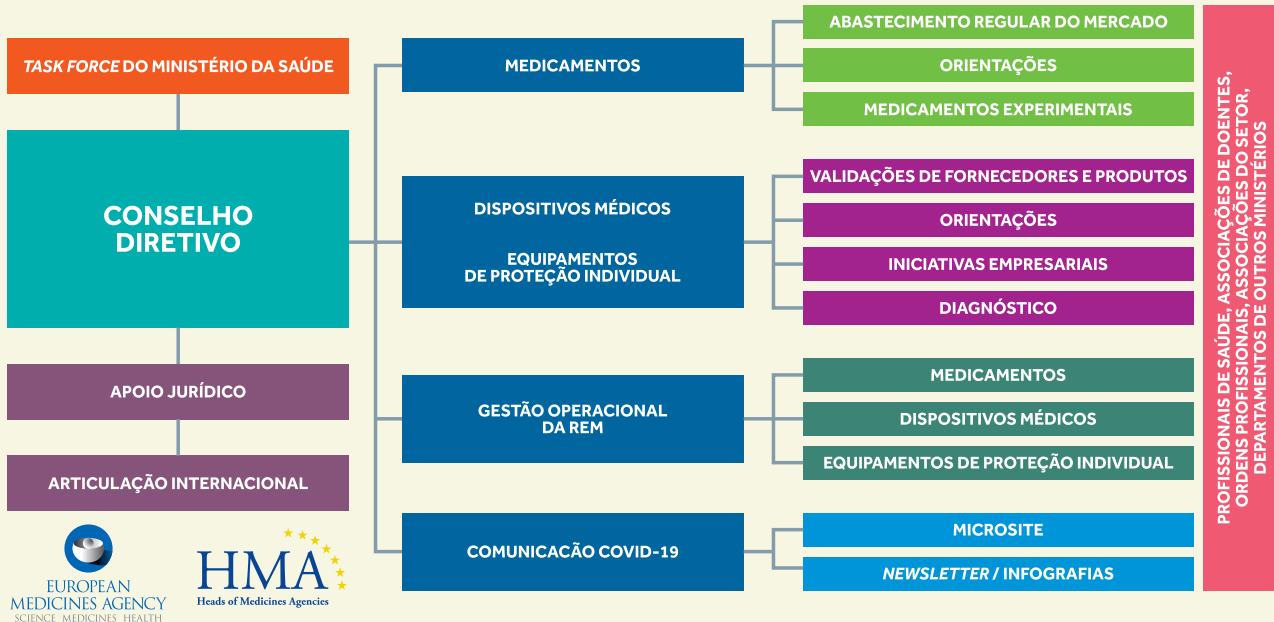 TASK FORCE DO MINISTÉRIO DA SAÚDE
CONSELHO
DIRETIVO
APOIO JURÍDICO
ARTICULAÇÃO INTERNACIONAL
EUROPEAN
MEDICINES AGENCY
SCIENCE MEDICINES HEALTH
HMA
Heads of Medicines Agencies
MEDICAMENTOS
DISPOSITIVOS MÉDICOS
EQUIPAMENTOS
DE PROTEÇÃO INDIVIDUAL
GESTÃO OPERACIONAL
DA REM
COMUNICACÃO COVID-19
ABASTECIMENTO REGULAR DO MERCADO
ORIENTAÇÕES
MEDICAMENTOS EXPERIMENTAIS
VALIDAÇÕES DE FORNECEDORES E PRODUTOS
ORIENTAÇÕES
INICIATIVAS EMPRESARIAIS
DIAGNÓSTICO
MEDICAMENTOS
DISPOSITIVOS MÉDICOS
EQUIPAMENTOS DE PROTEÇÃO INDIVIDUAL
MICROSITE
NEWSLETTER / INFOGRAFIAS
PROFISSIONAIS DE SAÚDE, ASSOCIAÇÕES DE DOENTES,
ORDENS PROFISSIONAIS, ASSOCIAÇÕES DO SETOR,
DEPARTAMENTOS DE OUTROS MINISTÉRIOS